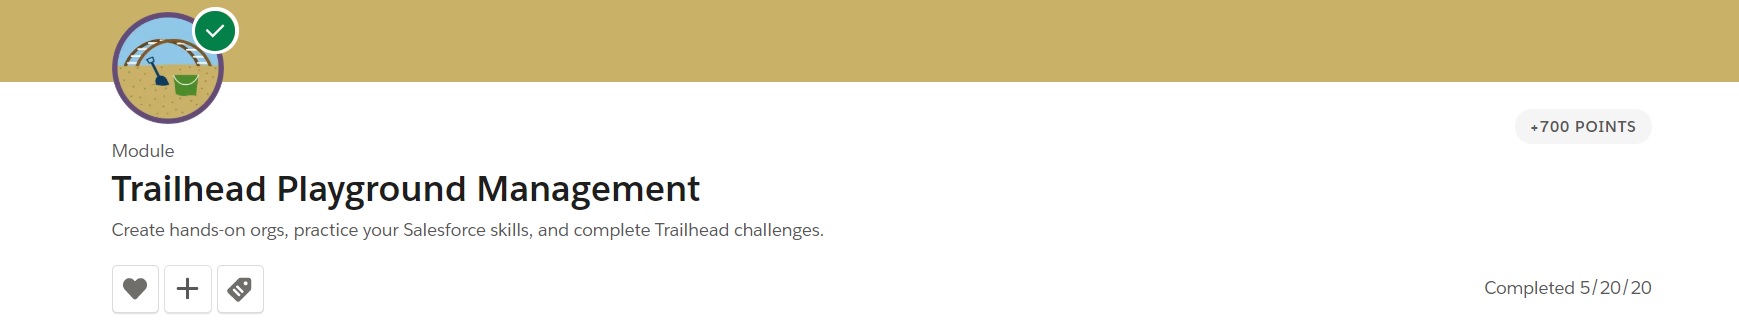 +700 POINTS
Module
Trailhead Playground Management
Create hands-on orgs, practice your Salesforce skills, and complete Trailhead challenges.
Completed 5/20/20